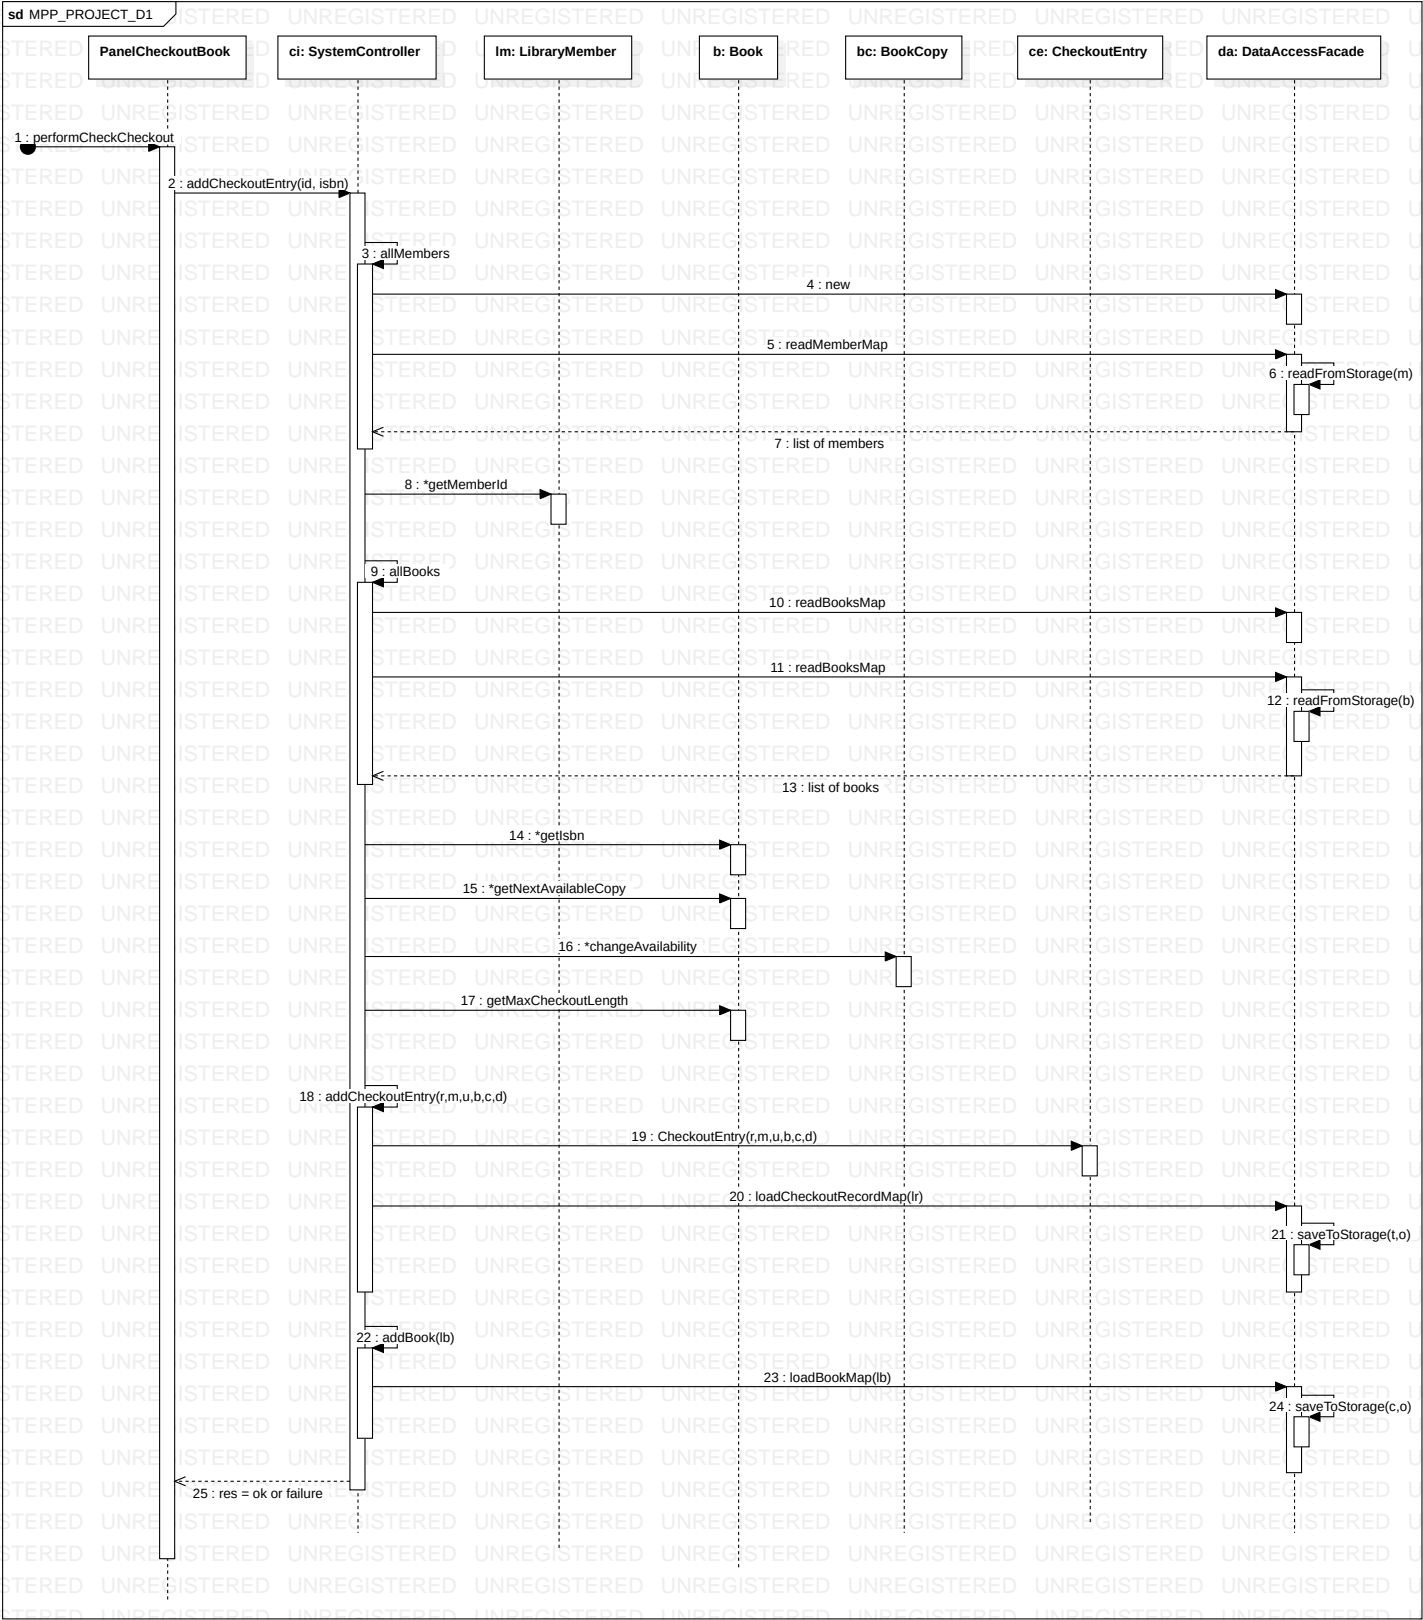 sd MPP_PROJECT_D1
PanelCheckoutBook
ci: SystemController
lm: LibraryMember
b: Book
bc: BookCopy
ce: CheckoutEntry
da: DataAccessFacade
1 : performCheckCheckout
2 : addCheckoutEntry(id, isbn)
3 : allMembers
4 : new
5 : readMemberMap
6 : readFromStorage(m)
7 : list of members
8 : *getMemberId
9 : allBooks
10 : readBooksMap
11 : readBooksMap
12 : readFromStorage(b)
13 : list of books
14 : *getIsbn
15 : *getNextAvailableCopy
16 : *changeAvailability
17 : getMaxCheckoutLength
18 : addCheckoutEntry(r,m,u,b,c,d)
19 : CheckoutEntry(r,m,u,b,c,d)
20 : loadCheckoutRecordMap(lr)
21 : saveToStorage(t,o)
22 : addBook(lb)
23 : loadBookMap(lb)
24 : saveToStorage(c,o)
25 : res = ok or failure
UNREGISTERED